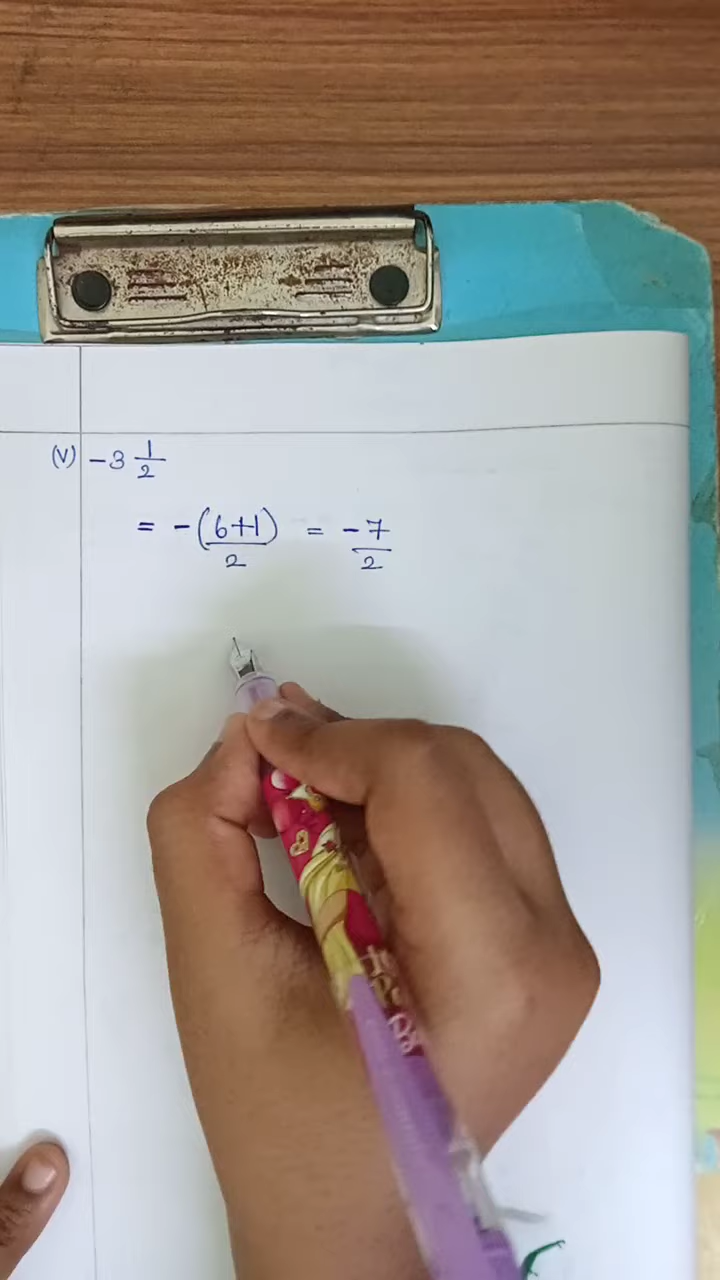 (V) -3 1/2
= -(6+1)/2 = -7/2